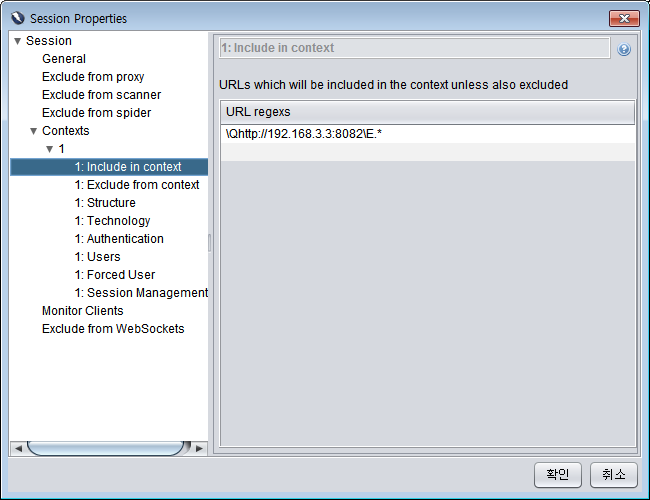 Session Properties
Session
General
Exclude from proxy
Exclude from scanner
Exclude from spider
Contexts
1
1: Include in context
1: Exclude from context
1: Structure
1: Technology
1: Authentication
1: Users
1: Forced User
1: Session Management
Monitor Clients
Exclude from WebSockets
1: Include in context
URLs which will be included in the context unless also excluded
URL regexs
\Qhttp://192.168.3.3:8082\E.*
확인 취소